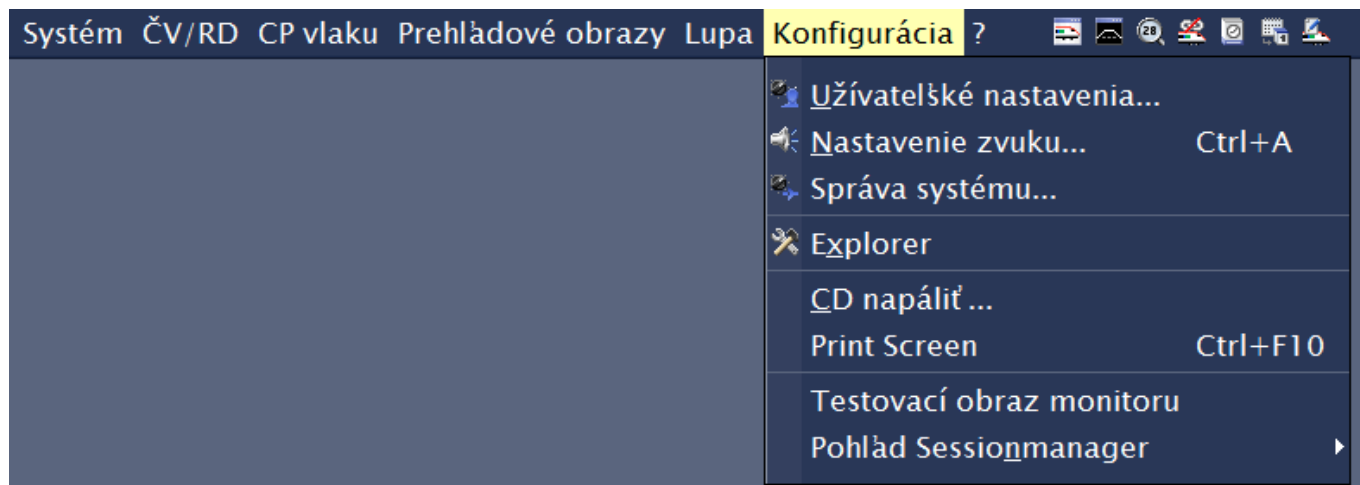 Systém ČV/RD CP vlaku Prehľadové obrazy Lupa Konfigurácia ?
Užívateľské nastavenia...
Nastavenie zvuku... Ctrl+A
Správa systému...
Explorer
CD napáliť ...
Print Screen Ctrl+F10
Testovací obraz monitoru
Pohľad Sessionmanager